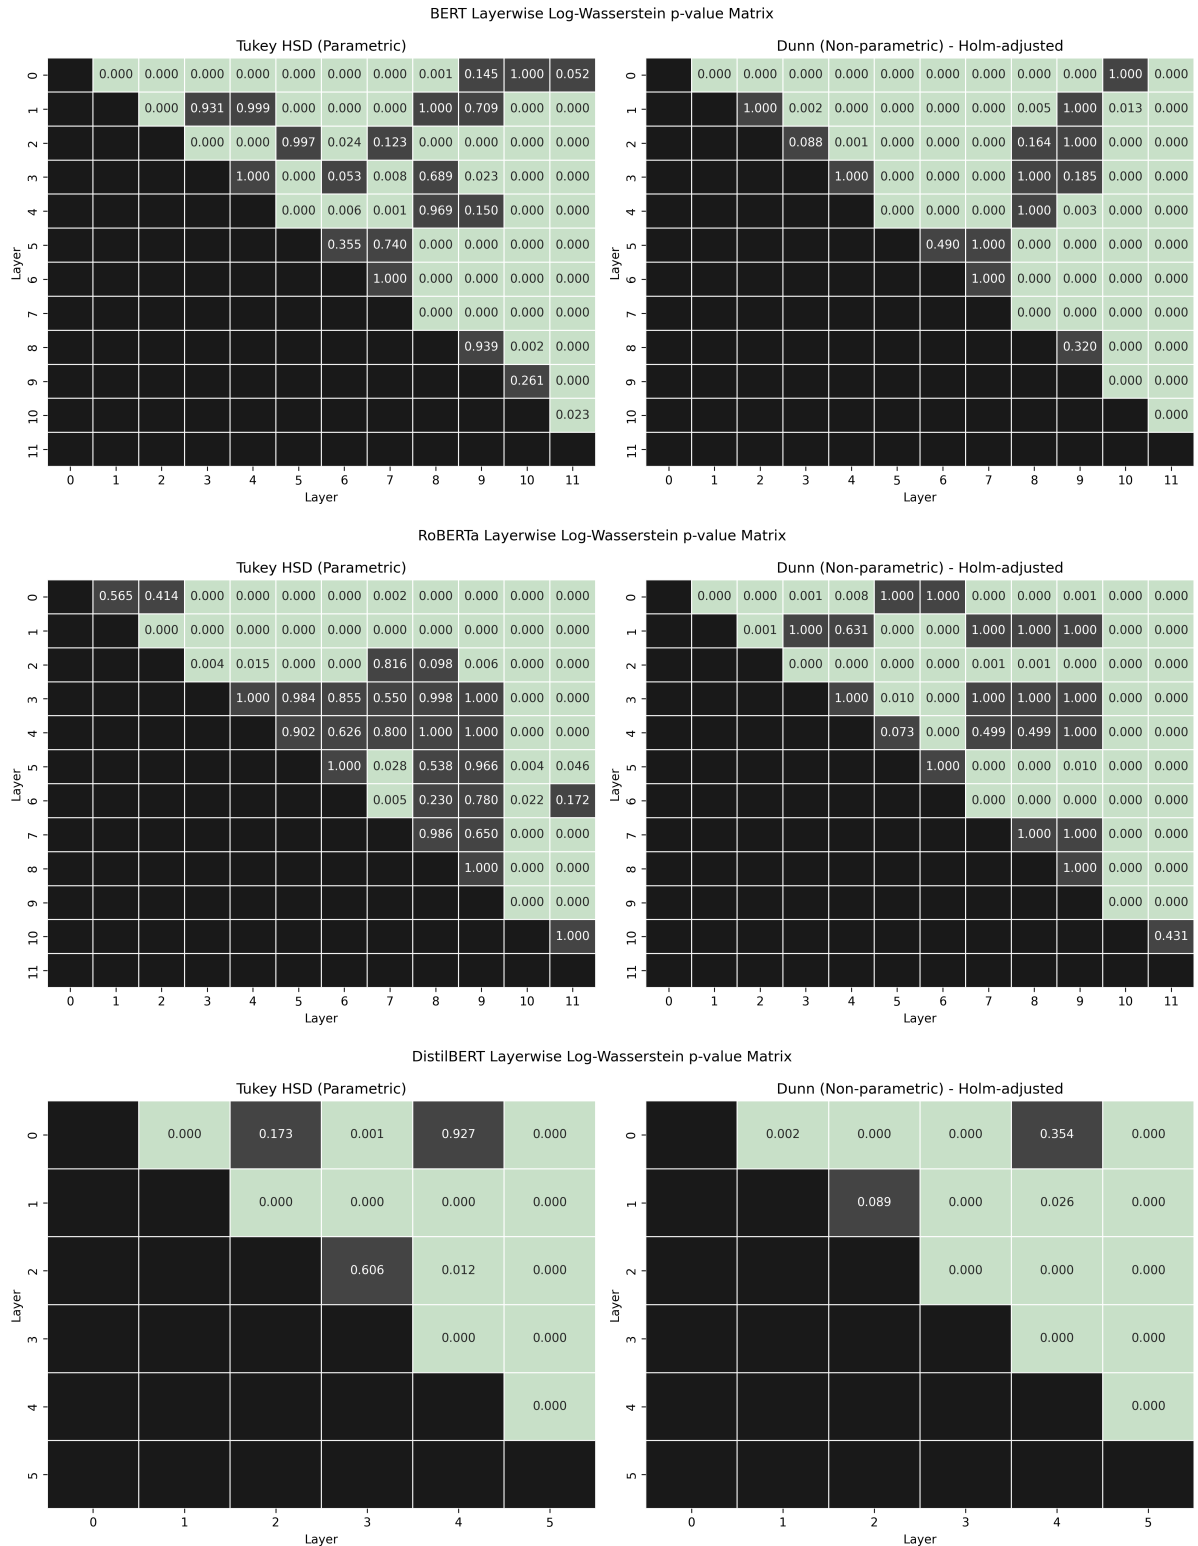 BERT Layerwise Log-Wasserstein p-value Matrix
Tukey HSD (Parametric)
Layer
0 0.000 0.000 0.000 0.000 0.000 0.000 0.000 0.001 0.145 1.000 0.052
1 0.000 0.931 0.999 0.000 0.000 0.000 1.000 0.709 0.000 0.000
2 0.000 0.000 0.997 0.024 0.123 0.000 0.000 0.000 0.000
3 1.000 0.000 0.053 0.008 0.689 0.023 0.000 0.000
4 0.000 0.006 0.001 0.969 0.150 0.000 0.000
5 0.355 0.740 0.000 0.000 0.000 0.000
6 1.000 0.000 0.000 0.000 0.000
7 0.000 0.000 0.000 0.000
8 0.939 0.002 0.000
9 0.261 0.000
10 0.023
11
0 1 2 3 4 5 6 7 8 9 10 11
Layer
Dunn (Non-parametric) - Holm-adjusted
Layer
0.000 0.000 0.000 0.000 0.000 0.000 0.000 0.000 0.000 1.000 0.000
1.000 0.002 0.000 0.000 0.000 0.000 0.005 1.000 0.013 0.000
0.088 0.001 0.000 0.000 0.000 0.164 1.000 0.000 0.000
1.000 0.000 0.000 0.000 1.000 0.185 0.000 0.000
0.000 0.000 0.000 1.000 0.003 0.000 0.000
0.490 1.000 0.000 0.000 0.000 0.000
1.000 0.000 0.000 0.000 0.000
0.000 0.000 0.000 0.000
0.320 0.000 0.000
0.000 0.000
0.000
0 1 2 3 4 5 6 7 8 9 10 11
Layer
RoBERTa Layerwise Log-Wasserstein p-value Matrix
Tukey HSD (Parametric)
Layer
0 0.565 0.414 0.000 0.000 0.000 0.000 0.002 0.000 0.000 0.000 0.000
1 0.000 0.000 0.000 0.000 0.000 0.000 0.000 0.000 0.000 0.000
2 0.004 0.015 0.000 0.000 0.816 0.098 0.006 0.000 0.000
3 1.000 0.984 0.855 0.550 0.998 1.000 0.000 0.000
4 0.902 0.626 0.800 1.000 1.000 0.000 0.000
5 1.000 0.028 0.538 0.966 0.004 0.046
6 0.005 0.230 0.780 0.022 0.172
7 0.986 0.650 0.000 0.000
8 1.000 0.000 0.000
9 0.000 0.000
10 1.000
11
0 1 2 3 4 5 6 7 8 9 10 11
Layer
Dunn (Non-parametric) - Holm-adjusted
Layer
0.000 0.000 0.001 0.008 1.000 1.000 0.000 0.000 0.001 0.000 0.000
0.001 1.000 0.631 0.000 0.000 1.000 1.000 1.000 0.000 0.000
0.000 0.000 0.000 0.000 0.001 0.001 0.000 0.000 0.000
1.000 0.010 0.000 1.000 1.000 1.000 0.000 0.000
0.073 0.000 0.499 0.499 1.000 0.000 0.000
1.000 0.000 0.000 0.010 0.000 0.000
0.000 0.000 0.000 0.000 0.000
1.000 1.000 0.000 0.000
1.000 0.000 0.000
0.000 0.000
0.431
0 1 2 3 4 5 6 7 8 9 10 11
Layer
DistilBERT Layerwise Log-Wasserstein p-value Matrix
Tukey HSD (Parametric)
Layer
0 0.000 0.173 0.001 0.927 0.000
1 0.000 0.000 0.000 0.000
2 0.606 0.012 0.000
3 0.000 0.000
4 0.000
5
0 1 2 3 4 5
Layer
Dunn (Non-parametric) - Holm-adjusted
Layer
0.002 0.000 0.000 0.354 0.000
0.089 0.000 0.026 0.000
0.000 0.000 0.000
0.000 0.000
0.000
0 1 2 3 4 5
Layer